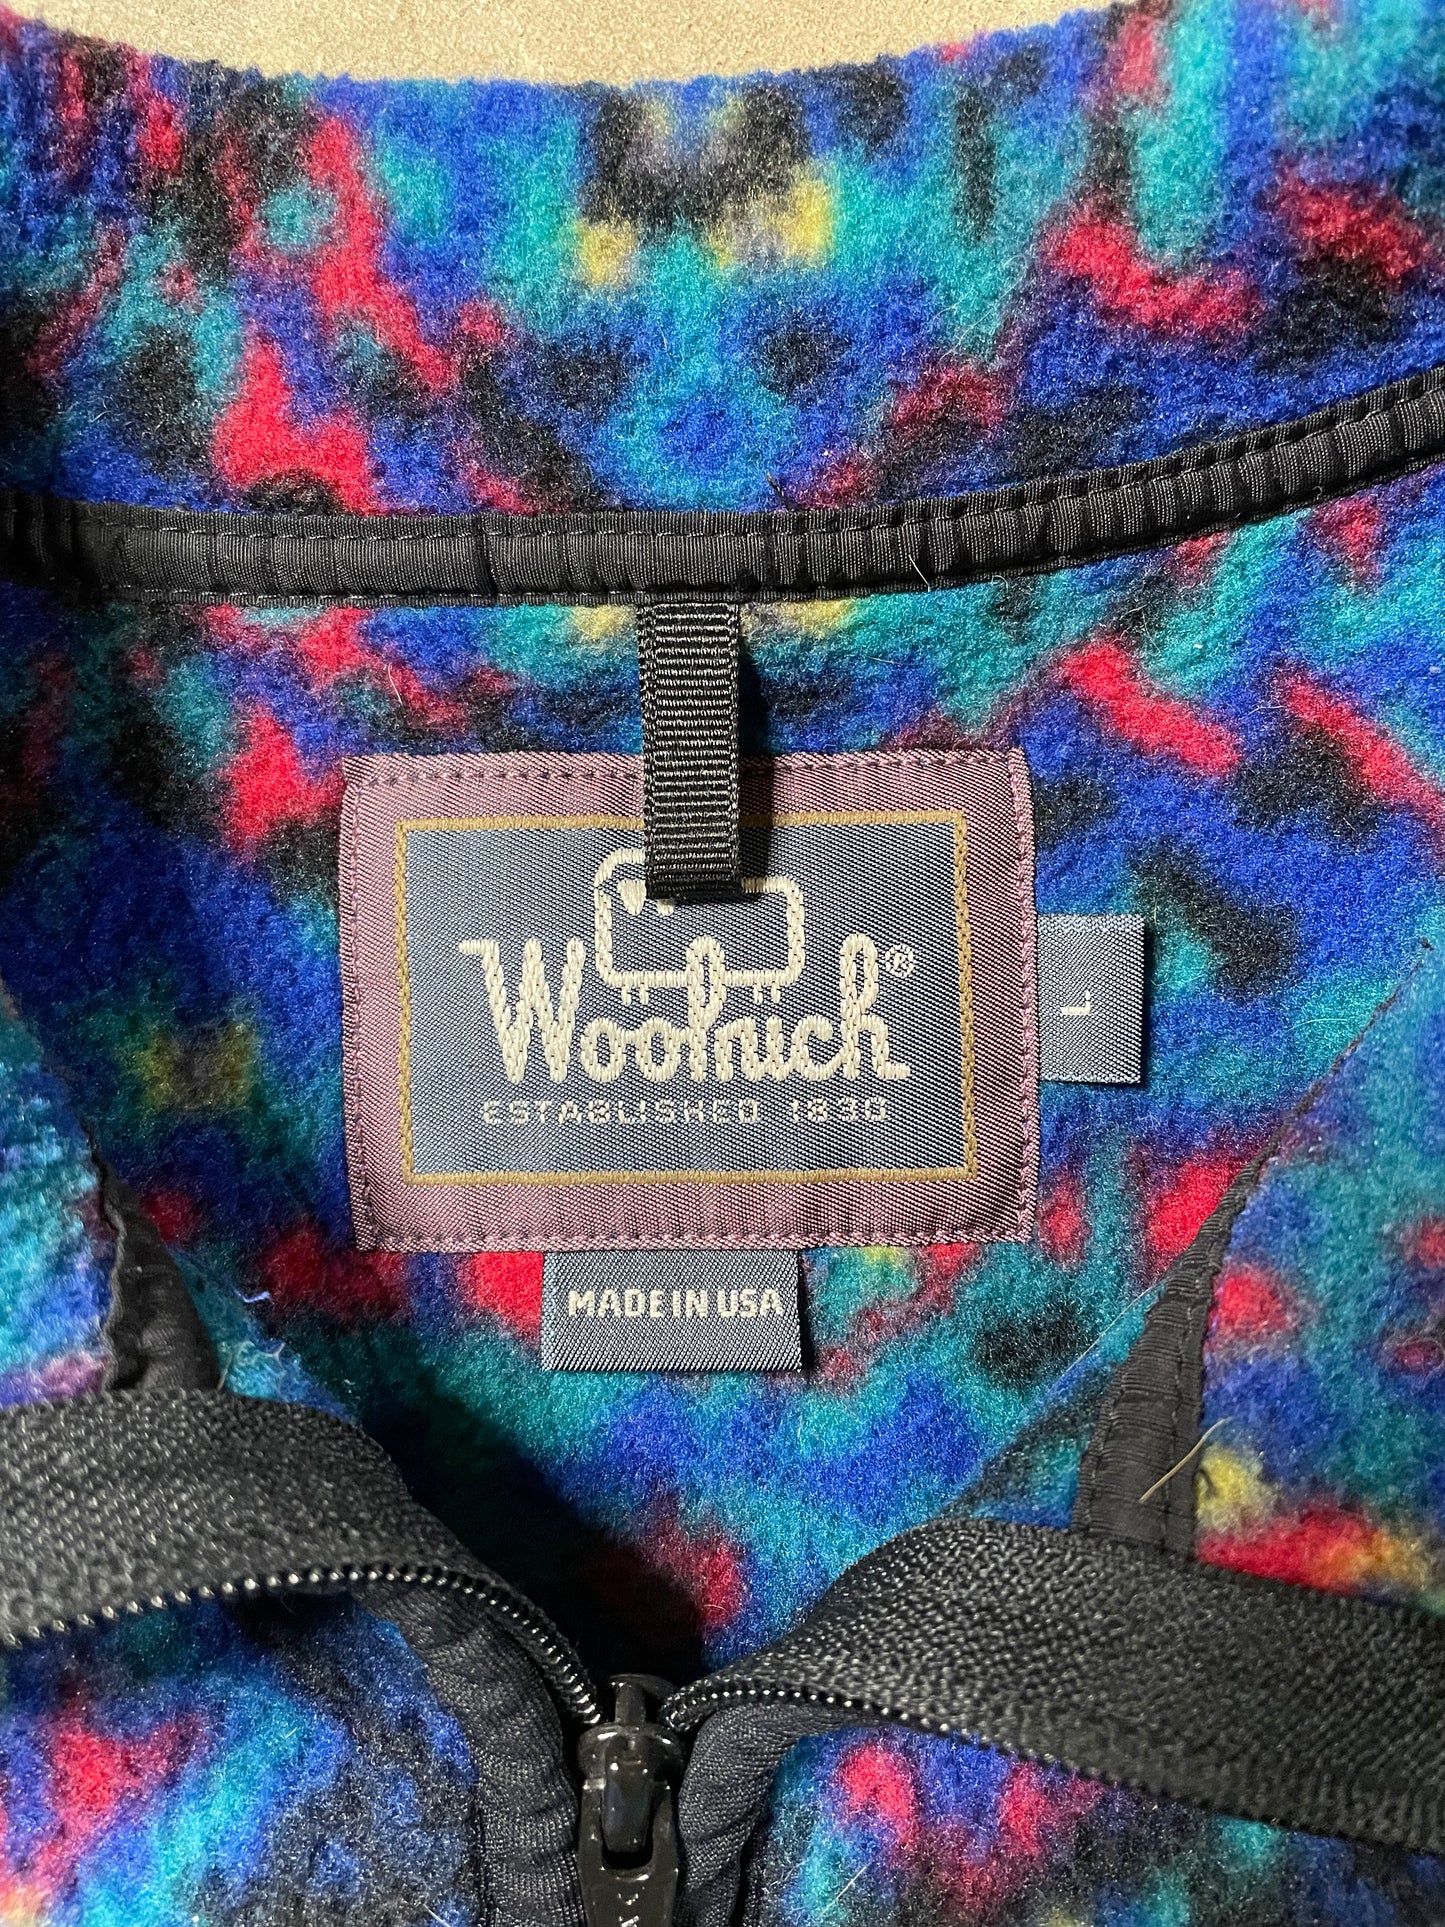 Woolrich®
ESTABLISHED 1830
L
MADE IN USA